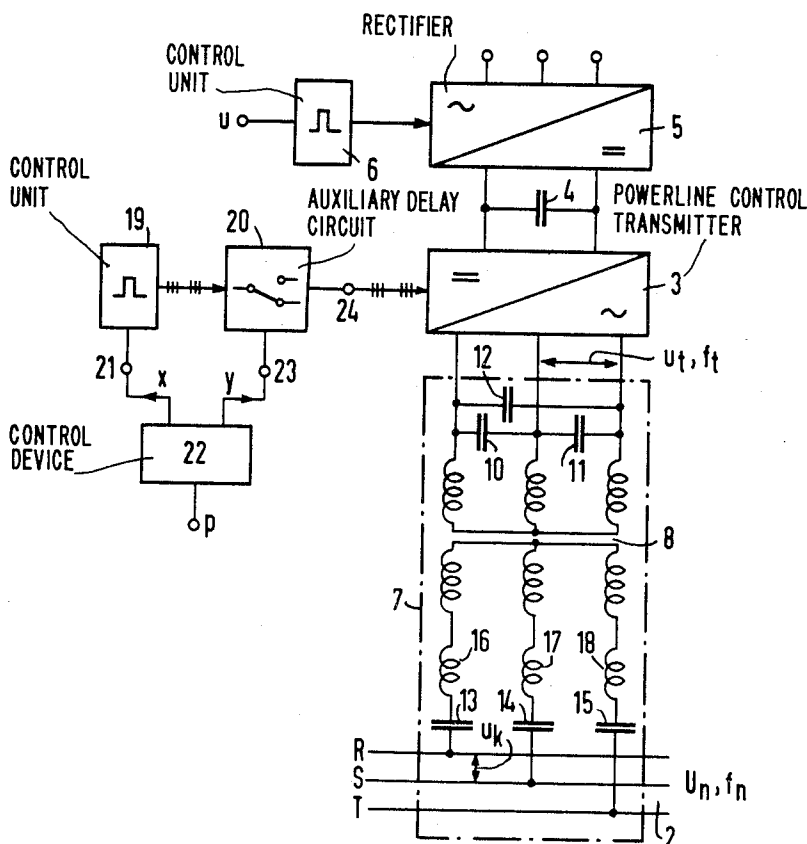 RECTIFIER
CONTROL
UNIT
u
6
5
CONTROL
UNIT
19
20
AUXILIARY DELAY
CIRCUIT
4
POWERLINE CONTROL
TRANSMITTER
24
3
21
x
y
23
12
u_t, f_t
CONTROL
DEVICE
22
10
11
p
8
7
16
17
18
13
14
15
R
u_k
S
U_n, f_n
T
2